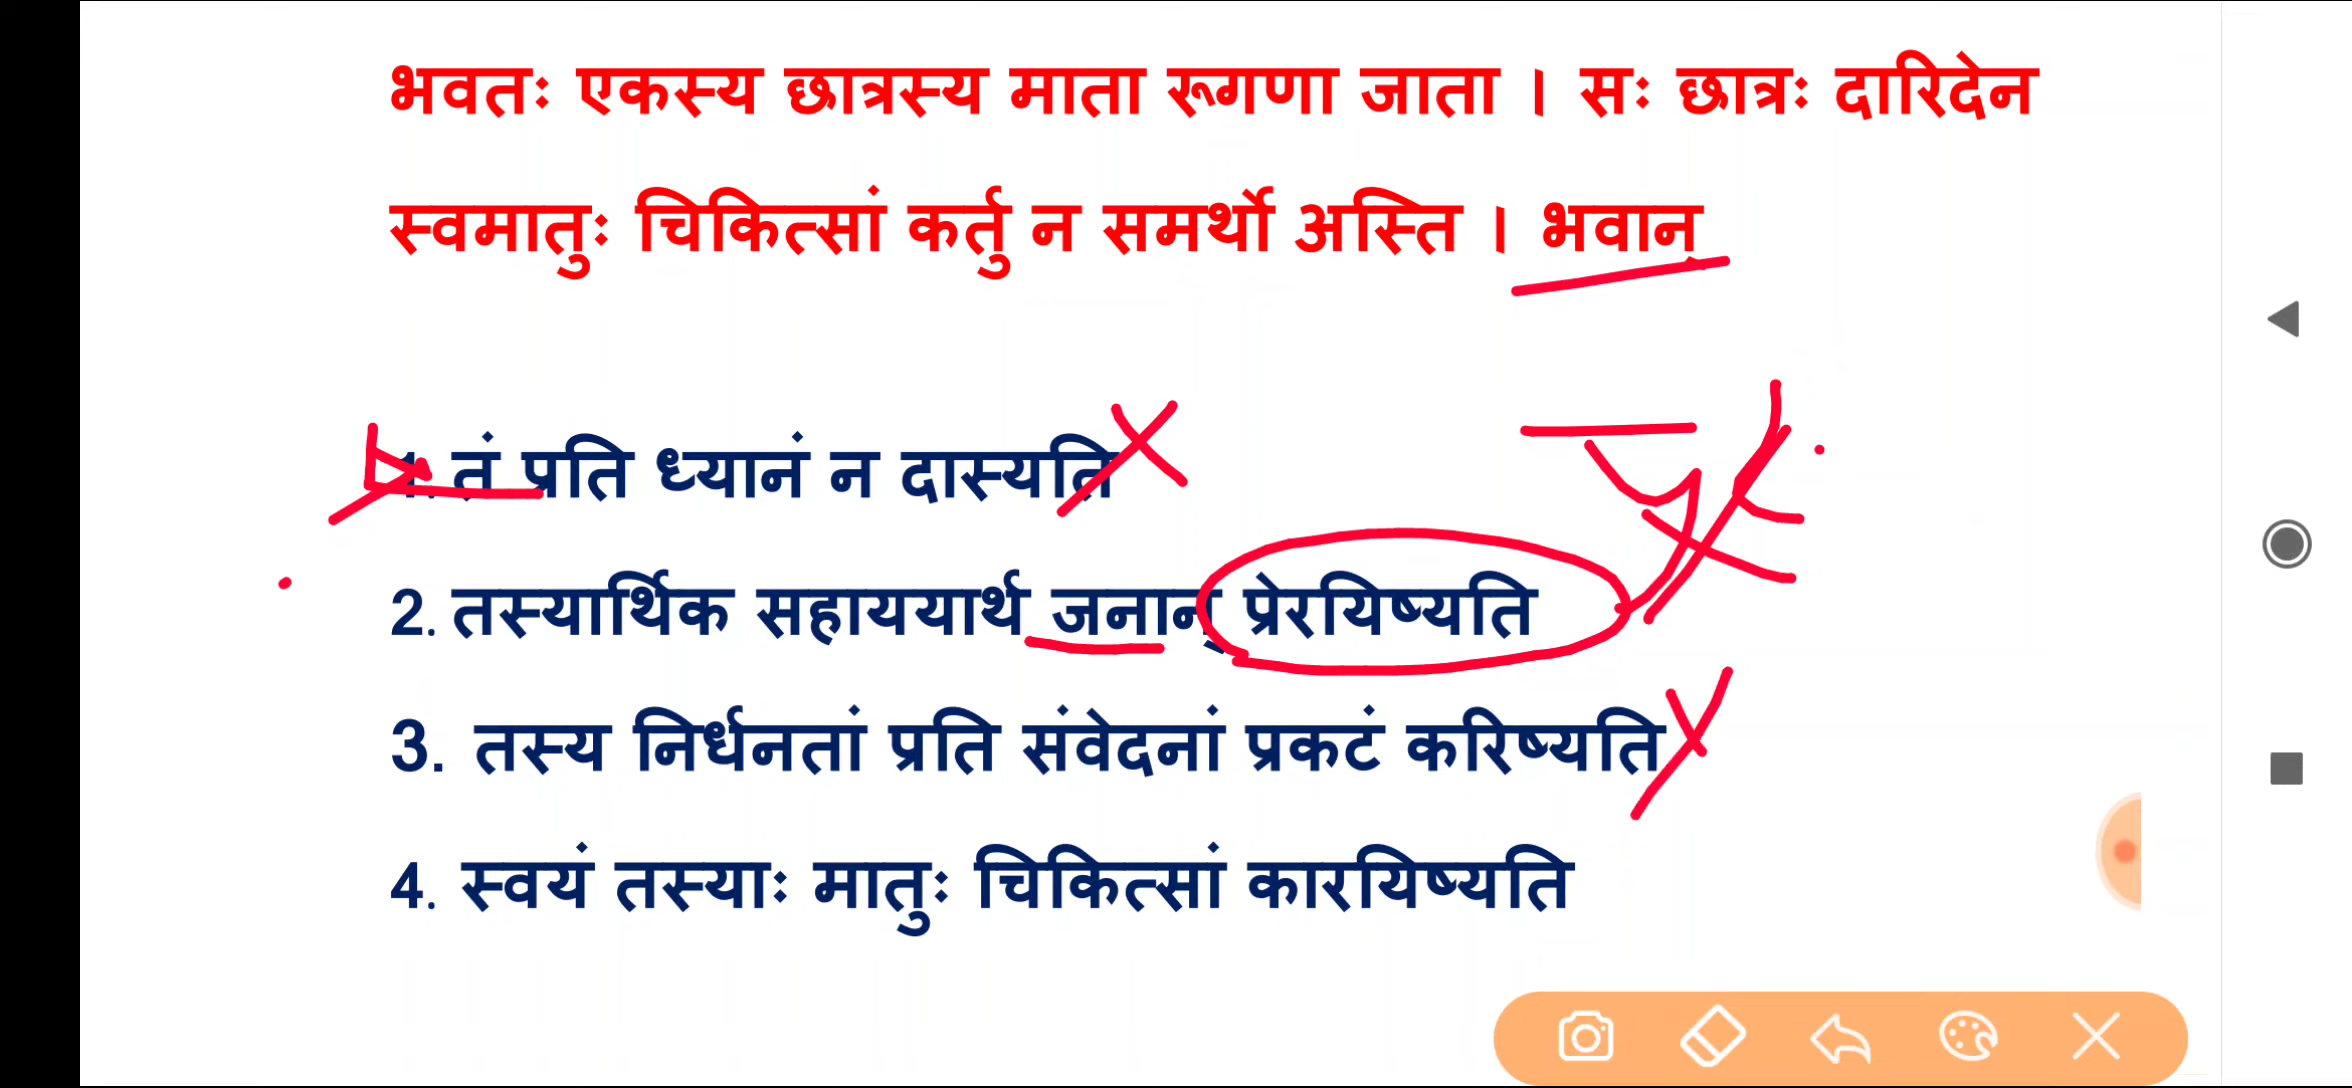 भवतः एकस्य छात्रस्य माता रूगणा जाता । सः छात्रः दारिदेन
स्वमातुः चिकित्सां कर्तु न समर्थो अस्ति । भवान्
1. तं प्रति ध्यानं न दास्यति
2. तस्यार्थिक सहाययार्थ जनान् प्रेरयिष्यति
3. तस्य निर्धनतां प्रति संवेदनां प्रकटं करिष्यति
4. स्वयं तस्याः मातुः चिकित्सां कारयिष्यति